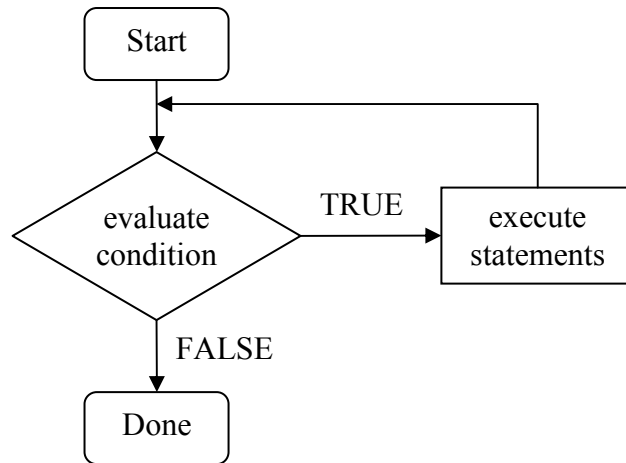 Start
evaluate
condition
TRUE
execute
statements
FALSE
Done